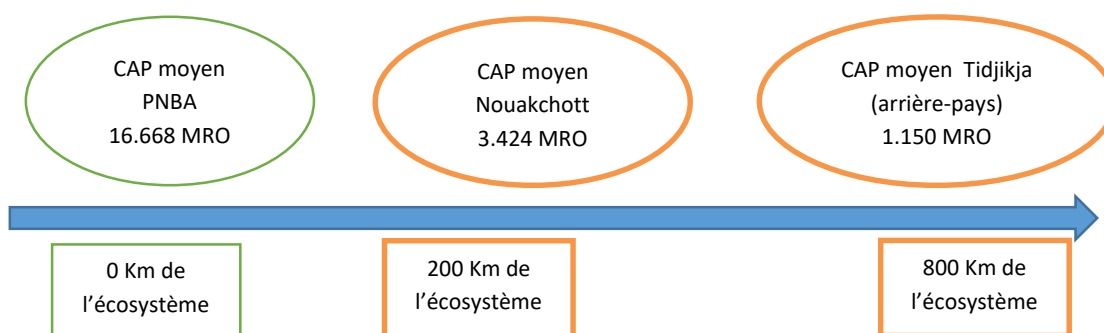 CAP moyen
PNBA
16.668 MRO
CAP moyen
Nouakchott
3.424 MRO
CAP moyen Tidjikja
(arrière-pays)
1.150 MRO
0 Km de
l’écosystème
200 Km de
l’écosystème
800 Km de
l’écosystème